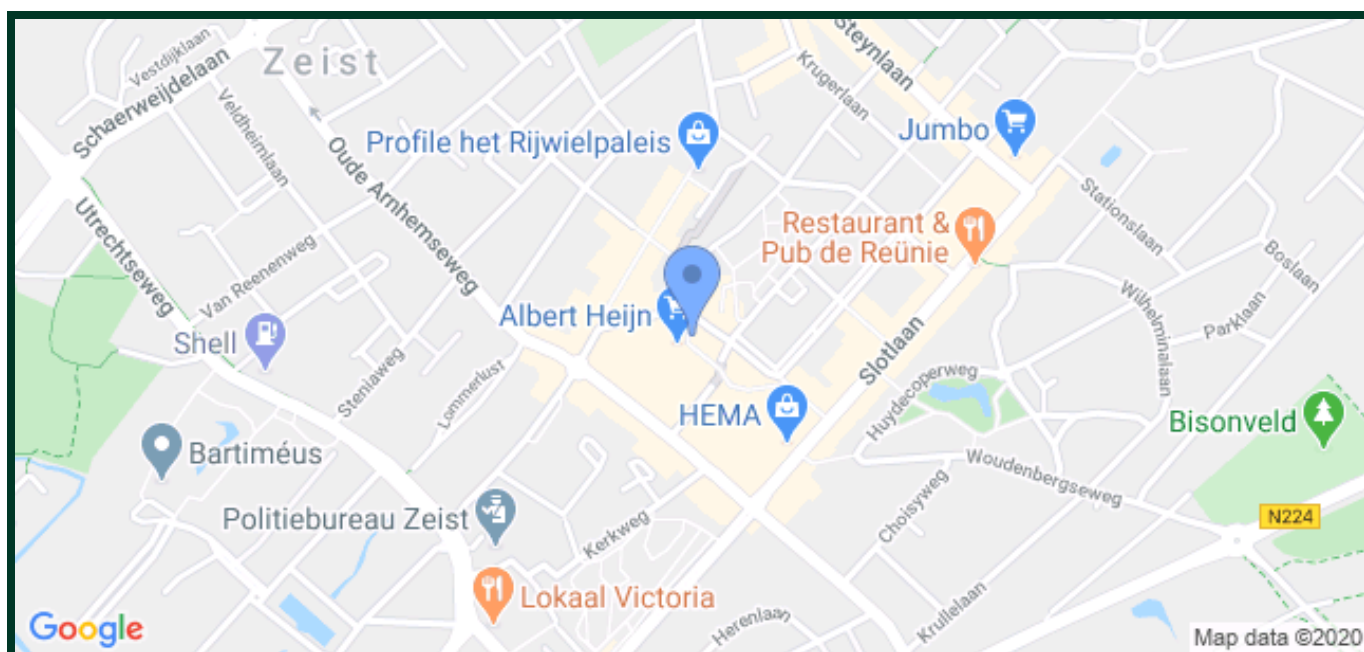 Zeist
Vestdijklaan
Schaerweijdelaan
Veldheimlaan
Oude Arnhemseweg
Utrechtseweg
Van Reenenweg
Steynlaan
Krugerlaan
Profile het Rijwielpaleis
Jumbo
Restaurant &
Pub de Reünie
Stationslaan
Boslaan
Wilhelminalaan
Parklaan
Albert Heijn
Shell
Steniaweg
Lommerlust
Slotlaan
Huydecoperweg
HEMA
Bisonveld
Bartiméus
Woudenbergseweg
Choisyweg
N224
Politiebureau Zeist
Kerkweg
Lokaal Victoria
Herenlaan
Krullelaan
Google
Map data ©2020